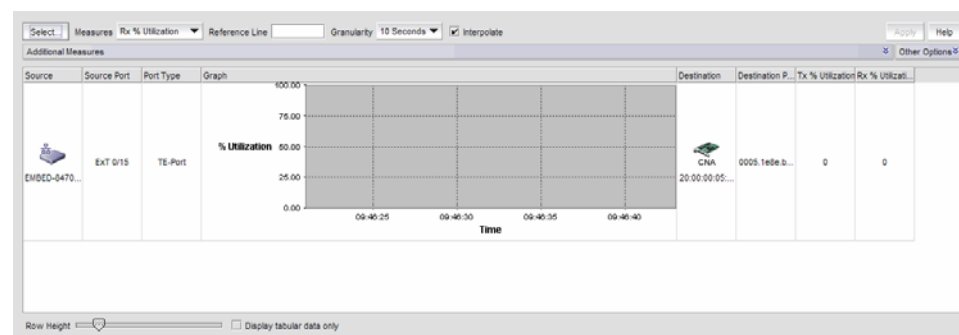 Select... Measures Rx % Utilization Reference Line Granularity 10 Seconds Interpolate Apply Help
Additional Measures Other Options
Source Source Port Port Type Graph Destination Destination P... Tx % Utilization Rx % Utilizati...
100.00
75.00
% Utilization 50.00
25.00
0.00
09:46:25 09:46:30 09:46:35 09:46:40
Time
EMBED-8470...
ExT 0/15
TE-Port
CNA
20:00:00:05:...
0005.1e8e.b...
0
0
Row Height Display tabular data only